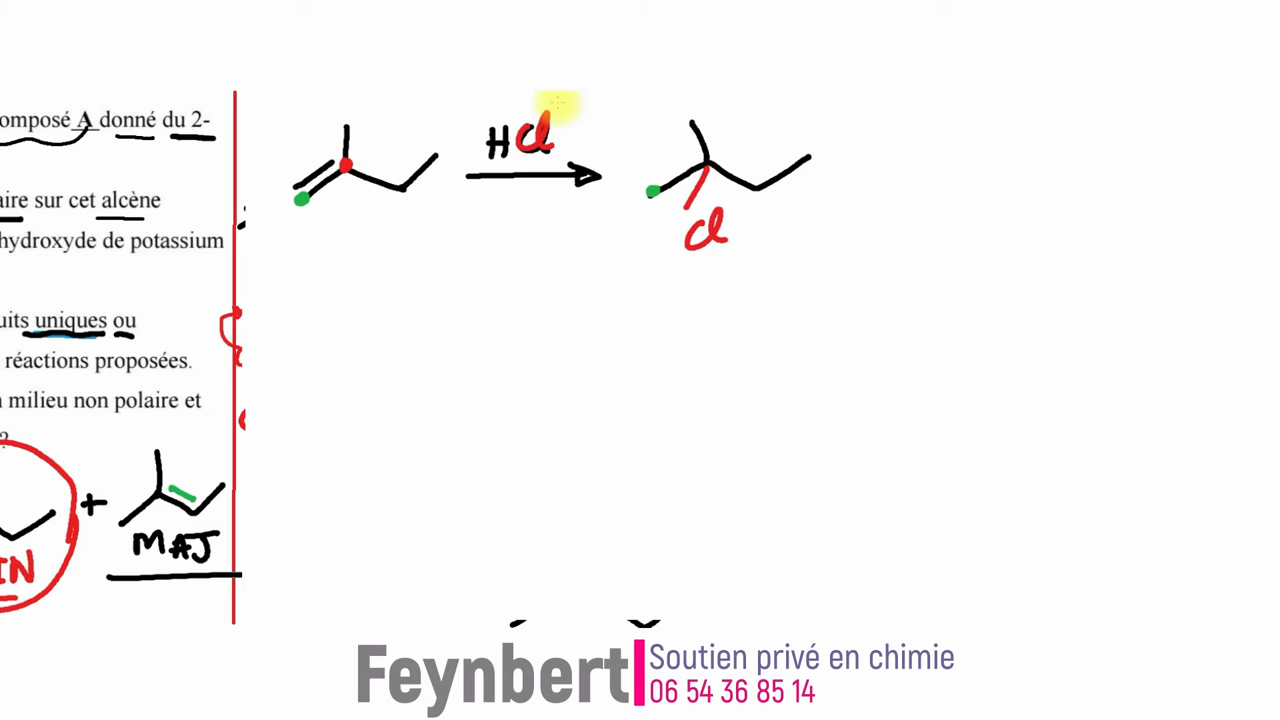 omposé A donné du 2-
aire sur cet alcène
hydroxyde de potassium
uits uniques ou
réactions proposées.
milieu non polaire et
?
IN
+
MAJ
HCl
Cl
Feynbert
Soutien privé en chimie
06 54 36 85 14